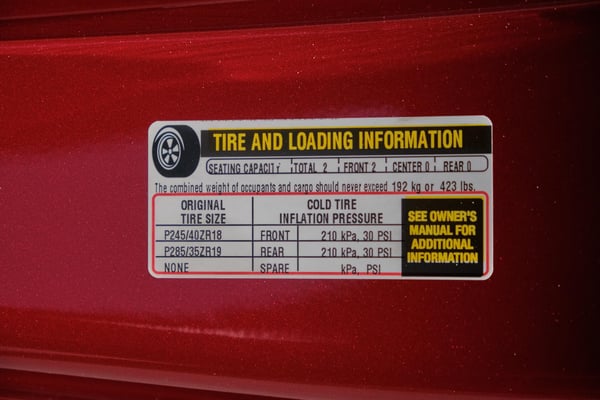 TIRE AND LOADING INFORMATION
SEATING CAPACITY TOTAL 2 FRONT 2 CENTER 0 REAR 0
The combined weight of occupants and cargo should never exceed 192 kg or 423 lbs.
ORIGINAL TIRE SIZE COLD TIRE INFLATION PRESSURE
P245/40ZR18 FRONT 210 kPa, 30 PSI
P285/35ZR19 REAR 210 kPa, 30 PSI
NONE SPARE kPa, PSI
SEE OWNER'S
MANUAL FOR
ADDITIONAL
INFORMATION